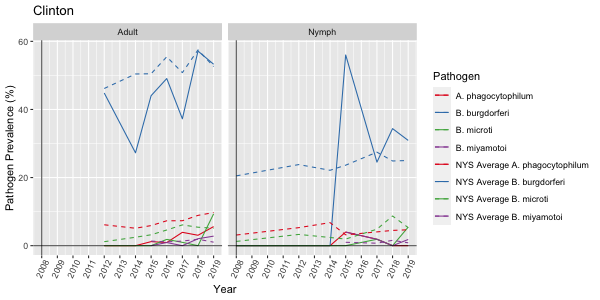 Clinton
Adult
Nymph
Pathogen Prevalence (%)
60
40
20
0
2008 2009 2010 2011 2012 2013 2014 2015 2016 2017 2018 2019
2008 2009 2010 2011 2012 2013 2014 2015 2016 2017 2018 2019
Year
Pathogen
A. phagocytophilum
B. burgdorferi
B. microti
B. miyamotoi
NYS Average A. phagocytophilum
NYS Average B. burgdorferi
NYS Average B. microti
NYS Average B. miyamotoi